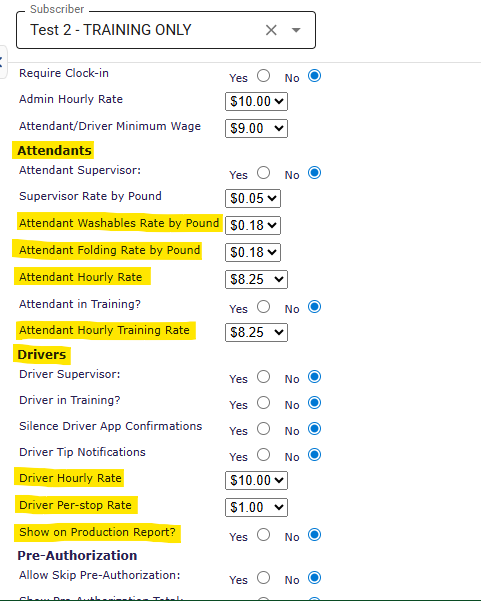 Subscriber
Test 2 - TRAINING ONLY
Require Clock-in Yes No
Admin Hourly Rate $10.00
Attendant/Driver Minimum Wage $9.00
Attendants
Attendant Supervisor: Yes No
Supervisor Rate by Pound $0.05
Attendant Washables Rate by Pound $0.18
Attendant Folding Rate by Pound $0.18
Attendant Hourly Rate $8.25
Attendant in Training? Yes No
Attendant Hourly Training Rate $8.25
Drivers
Driver Supervisor: Yes No
Driver in Training? Yes No
Silence Driver App Confirmations Yes No
Driver Tip Notifications Yes No
Driver Hourly Rate $10.00
Driver Per-stop Rate $1.00
Show on Production Report? Yes No
Pre-Authorization
Allow Skip Pre-Authorization: Yes No
Show Pre-Authorization Total: